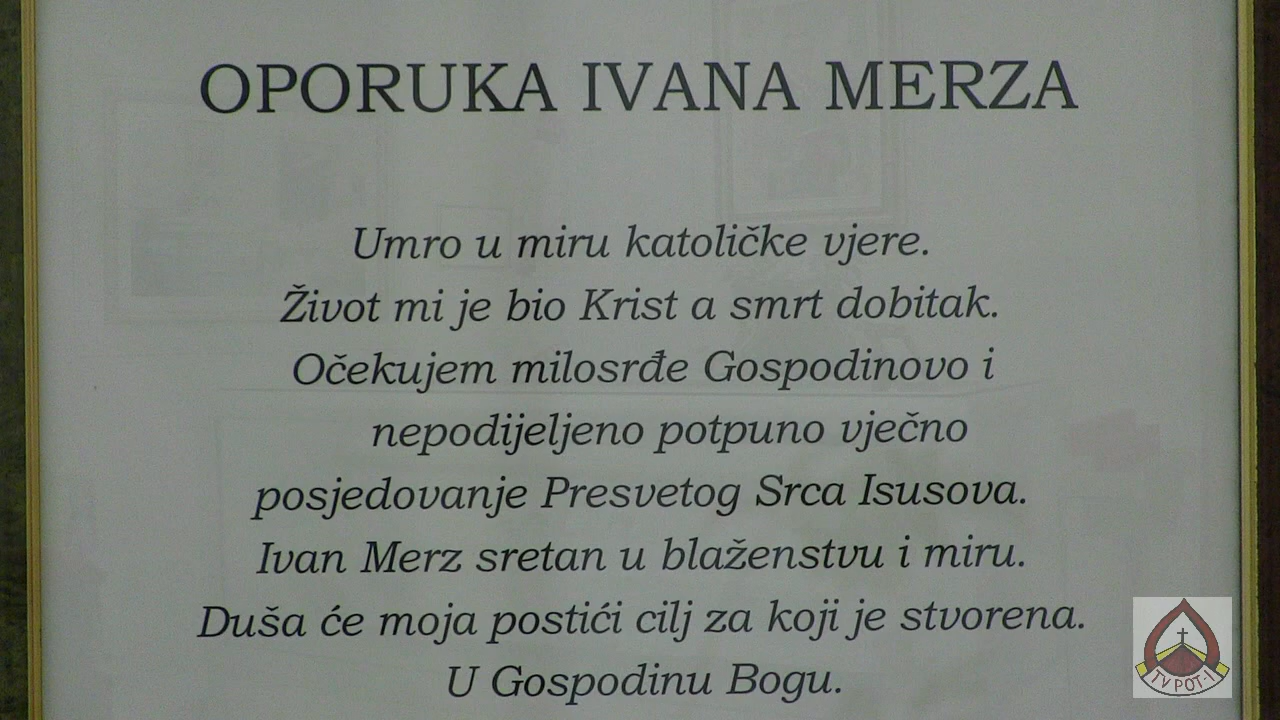 OPORUKA IVANA MERZA
Umro u miru katoličke vjere.
Život mi je bio Krist a smrt dobitak.
Očekujem milosrđe Gospodinovo i
nepodijeljeno potpuno vječno
posjedovanje Presvetog Srca Isusova.
Ivan Merz sretan u blaženstvu i miru.
Duša će moja postići cilj za koji je stvorena.
U Gospodinu Bogu.
TV POT-1